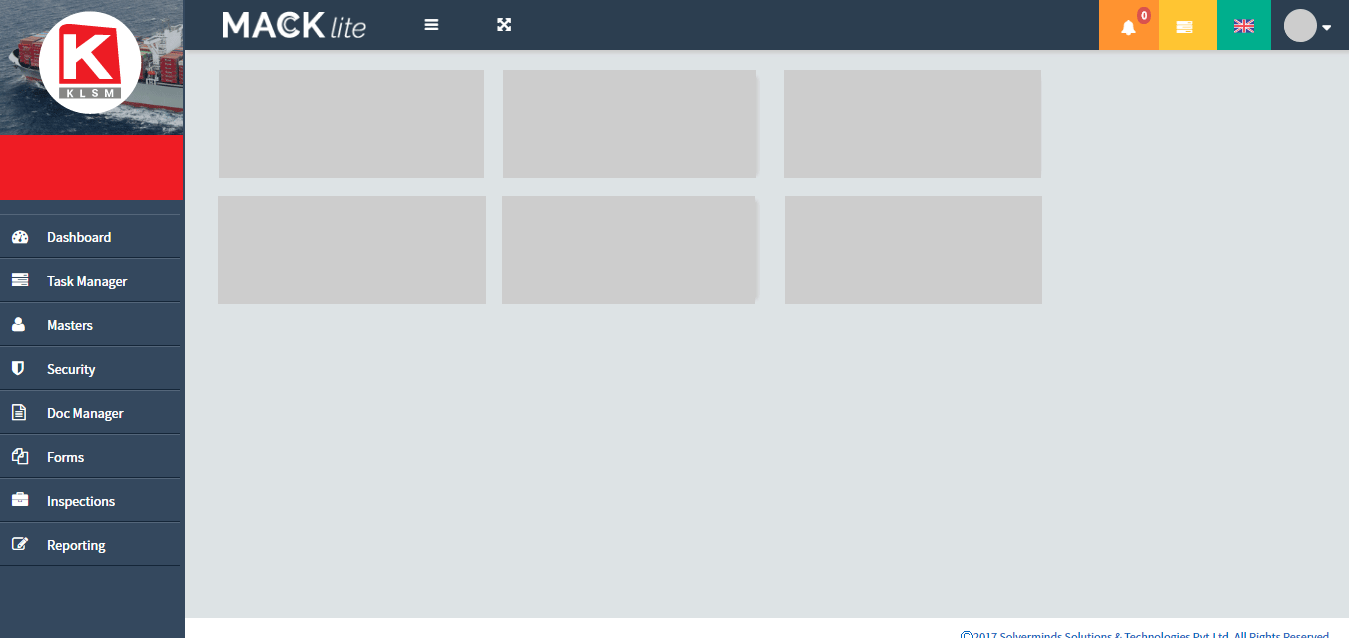 K
KLSM
MACK lite
0
Dashboard
Task Manager
Masters
Security
Doc Manager
Forms
Inspections
Reporting
©2017 Solverminds Solutions & Technologies Pvt Ltd. All Rights Reserved